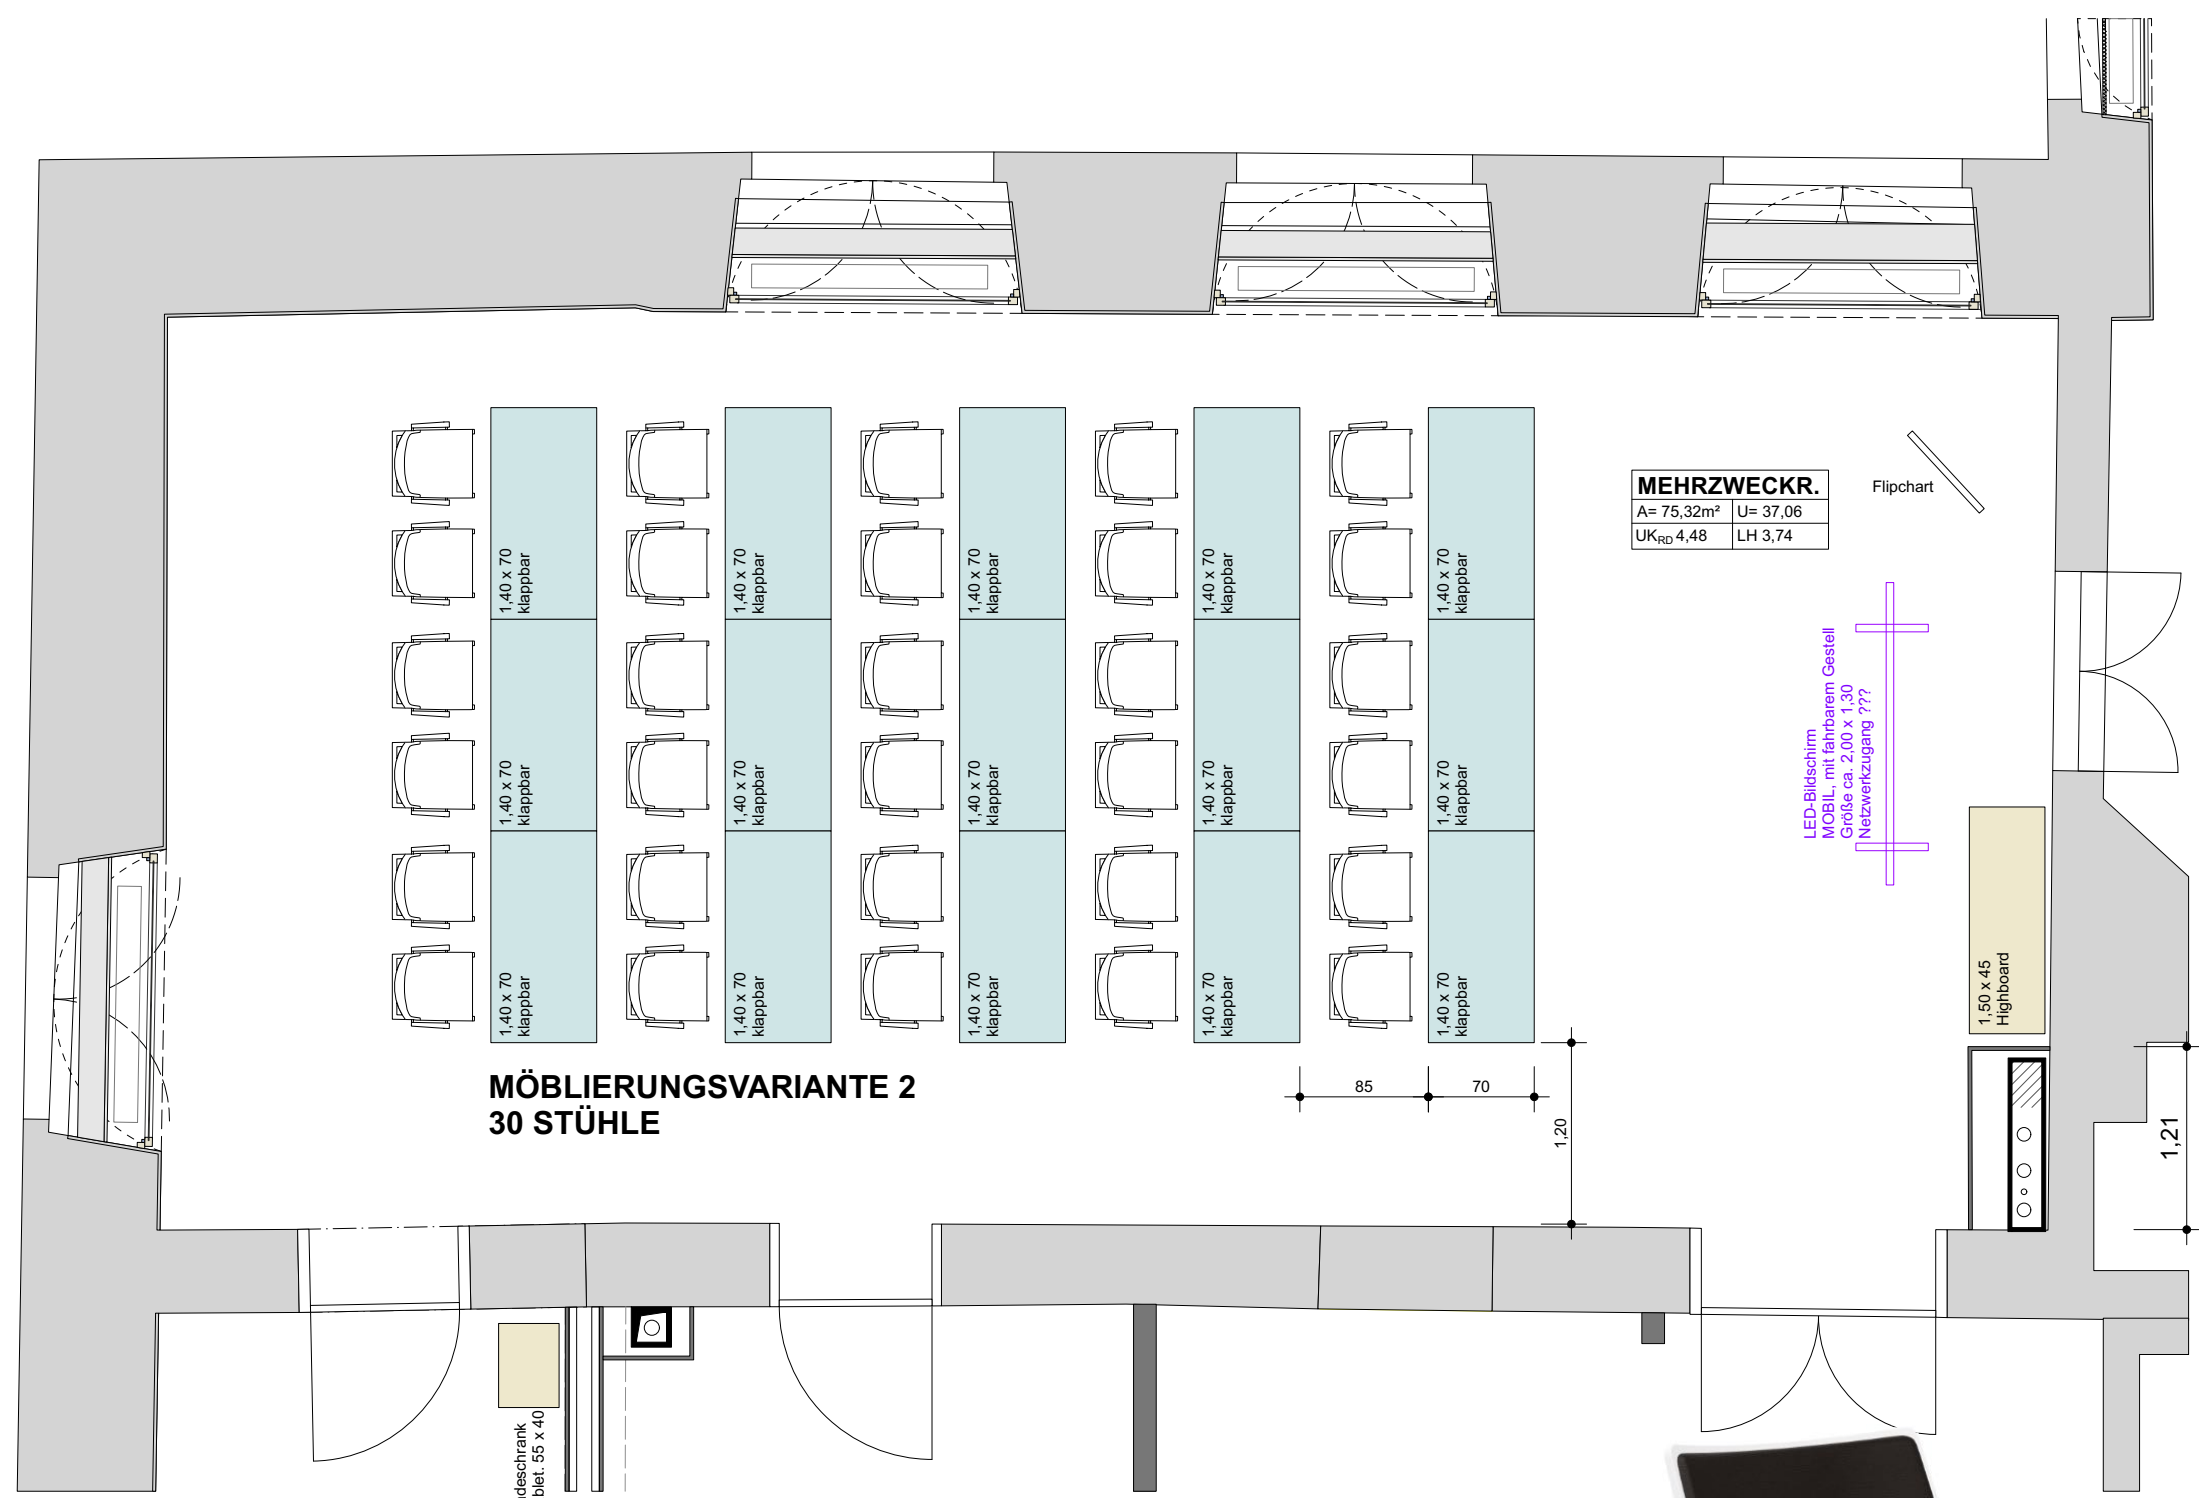 MEHRZWECKR.
A= 75,32m² U= 37,06
UKRD 4,48 LH 3,74
Flipchart
1,40 x 70
klappbar
1,40 x 70
klappbar
1,40 x 70
klappbar
1,40 x 70
klappbar
1,40 x 70
klappbar
LED-Bildschirm
MOBIL, mit fahrbarem Gestell
Größe ca. 2,00 x 1,30
Netzwerkzugang ???
1,40 x 70
klappbar
1,40 x 70
klappbar
1,40 x 70
klappbar
1,40 x 70
klappbar
1,40 x 70
klappbar
1,40 x 70
klappbar
1,40 x 70
klappbar
1,40 x 70
klappbar
1,40 x 70
klappbar
1,40 x 70
klappbar
1,50 x 45
Highboard
MÖBLIERUNGSVARIANTE 2
30 STÜHLE
85
70
1,20
1,21
55 x 40